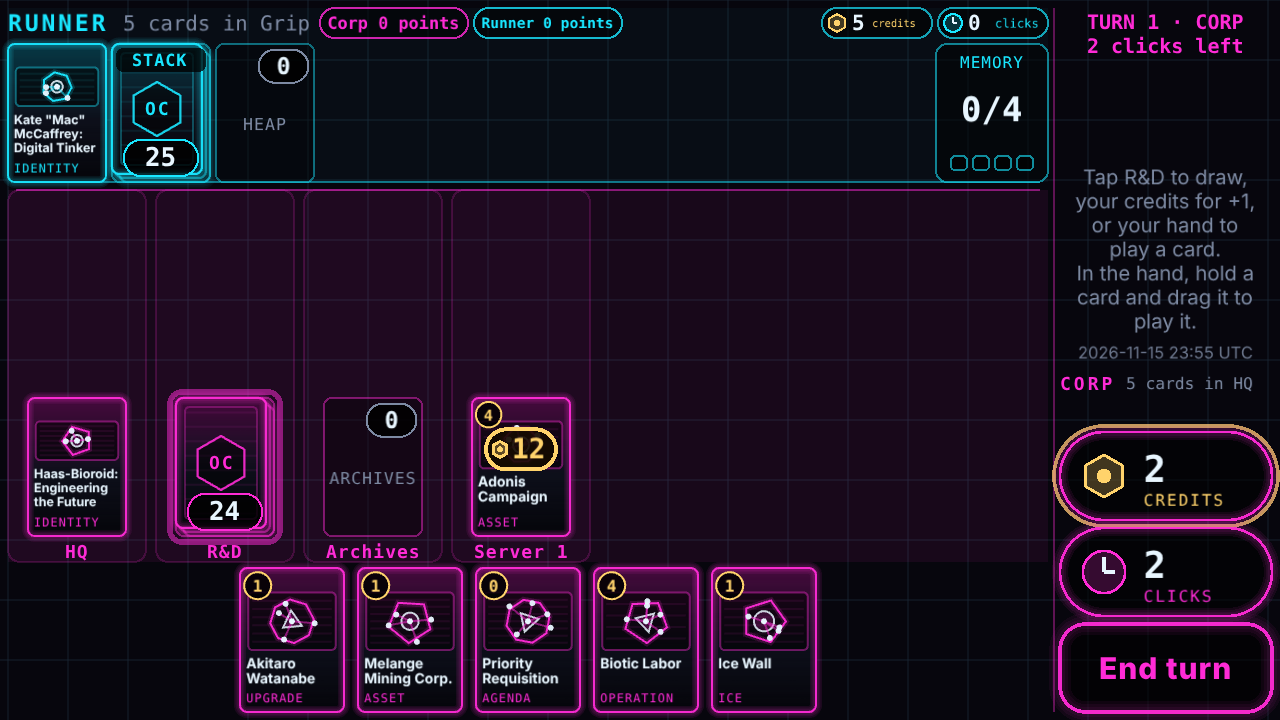 RUNNER 5 cards in Grip Corp 0 points Runner 0 points 5 credits 0 clicks
TURN 1 · CORP
2 clicks left
Kate "Mac"
McCaffrey:
Digital Tinker
IDENTITY
STACK
OC
25
0
HEAP
MEMORY
0/4
Tap R&D to draw,
your credits for +1,
or your hand to
play a card.
In the hand, hold a
card and drag it to
play it.
2026-11-15 23:55 UTC
CORP 5 cards in HQ
Haas-Bioroid:
Engineering
the Future
IDENTITY
HQ
OC
24
R&D
0
ARCHIVES
Archives
4
12
Adonis
Campaign
ASSET
Server 1
2
CREDITS
2
CLICKS
End turn
1
Akitaro
Watanabe
UPGRADE
1
Melange
Mining Corp.
ASSET
0
Priority
Requisition
AGENDA
4
Biotic Labor
OPERATION
1
Ice Wall
ICE